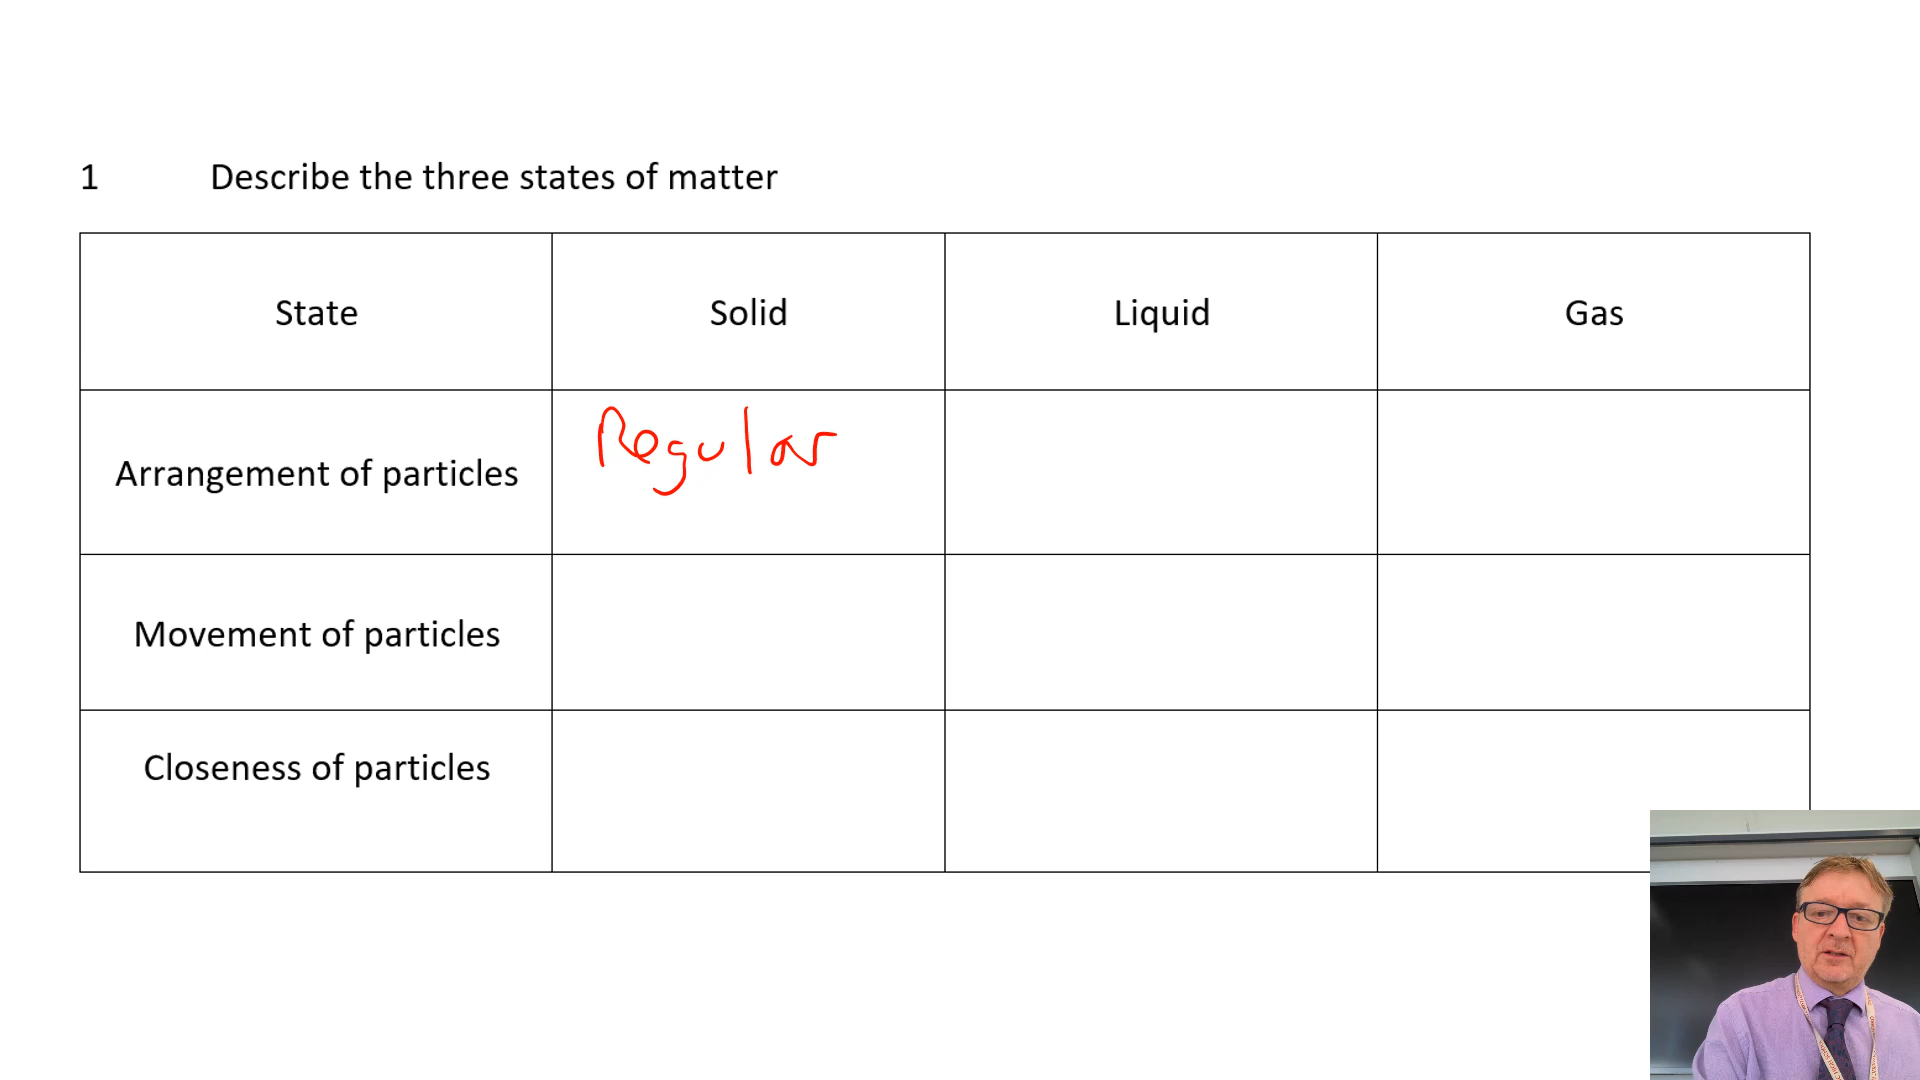 1 Describe the three states of matter
State Solid Liquid Gas
Arrangement of particles Regular
Movement of particles
Closeness of particles